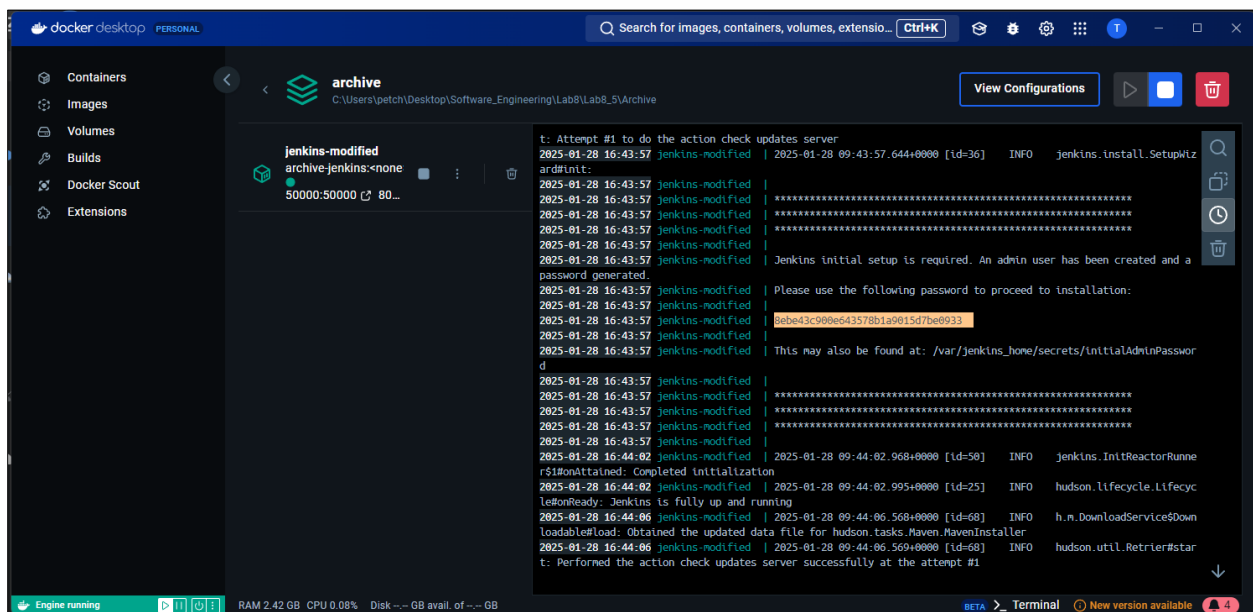 docker desktop PERSONAL
Search for images, containers, volumes, extensio... Ctrl+K
T
Containers
Images
Volumes
Builds
Docker Scout
Extensions
archive
C:\Users\petch\Desktop\Software_Engineering\Lab8\Lab8_5\Archive
View Configurations
jenkins-modified
archive-jenkins:<none
50000:50000 80...
t: Attempt #1 to do the action check updates server
2025-01-28 16:43:57 jenkins-modified | 2025-01-28 09:43:57.644+0000 [id=36] INFO jenkins.install.SetupWiz
ard#init:
2025-01-28 16:43:57 jenkins-modified |
2025-01-28 16:43:57 jenkins-modified | *************************************************************
2025-01-28 16:43:57 jenkins-modified | *************************************************************
2025-01-28 16:43:57 jenkins-modified | *************************************************************
2025-01-28 16:43:57 jenkins-modified |
2025-01-28 16:43:57 jenkins-modified | Jenkins initial setup is required. An admin user has been created and a
password generated.
2025-01-28 16:43:57 jenkins-modified | Please use the following password to proceed to installation:
2025-01-28 16:43:57 jenkins-modified |
2025-01-28 16:43:57 jenkins-modified | 8ebe43c900e643578b1a9015d7be0933
2025-01-28 16:43:57 jenkins-modified |
2025-01-28 16:43:57 jenkins-modified | This may also be found at: /var/jenkins_home/secrets/initialAdminPasswor
d
2025-01-28 16:43:57 jenkins-modified |
2025-01-28 16:43:57 jenkins-modified | *************************************************************
2025-01-28 16:43:57 jenkins-modified | *************************************************************
2025-01-28 16:43:57 jenkins-modified | *************************************************************
2025-01-28 16:43:57 jenkins-modified |
2025-01-28 16:44:02 jenkins-modified | 2025-01-28 09:44:02.968+0000 [id=50] INFO jenkins.InitReactorRunne
r$1#onAttained: Completed initialization
2025-01-28 16:44:02 jenkins-modified | 2025-01-28 09:44:02.995+0000 [id=25] INFO hudson.lifecycle.Lifecyc
le#onReady: Jenkins is fully up and running
2025-01-28 16:44:06 jenkins-modified | 2025-01-28 09:44:06.568+0000 [id=68] INFO h.m.DownloadService$Down
loadable#load: Obtained the updated data file for hudson.tasks.Maven.MavenInstaller
2025-01-28 16:44:06 jenkins-modified | 2025-01-28 09:44:06.569+0000 [id=68] INFO hudson.util.Retrier#star
t: Performed the action check updates server successfully at the attempt #1
Engine running
RAM 2.42 GB CPU 0.08% Disk --.-- GB avail. of --.-- GB
BETA >_ Terminal New version available 4